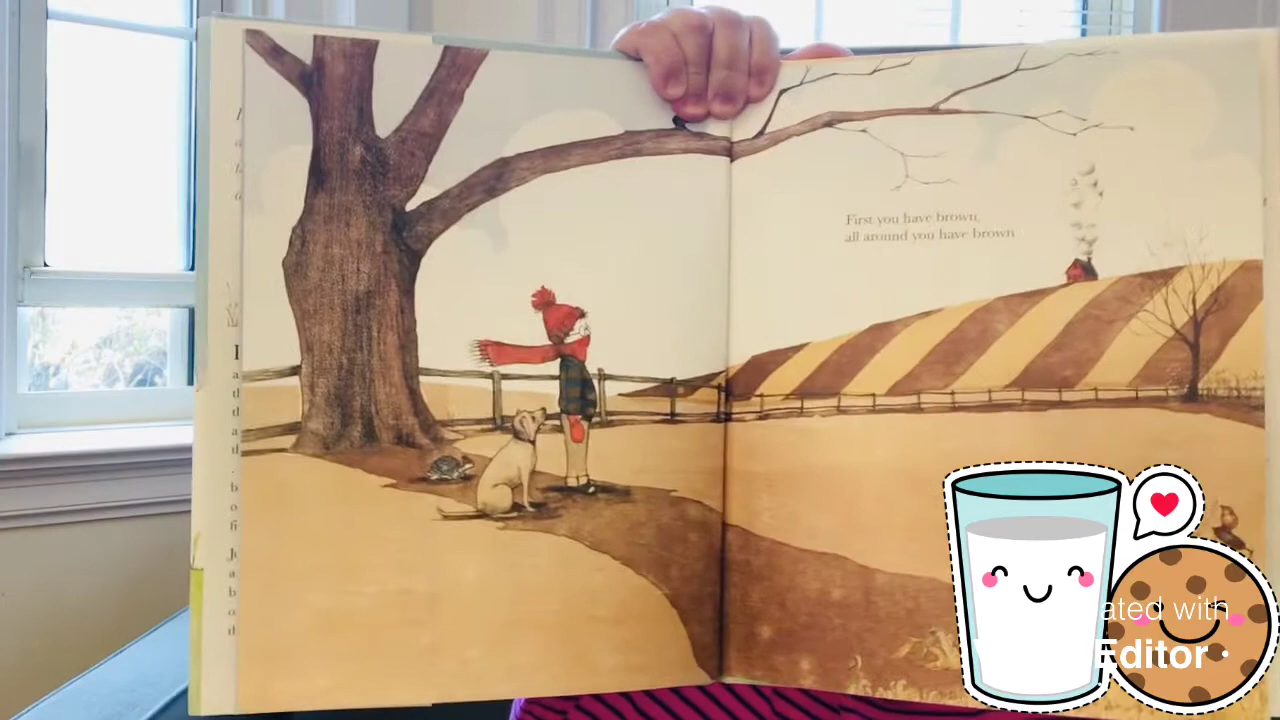 First you have brown,
all around you have brown
ated with
Editor •